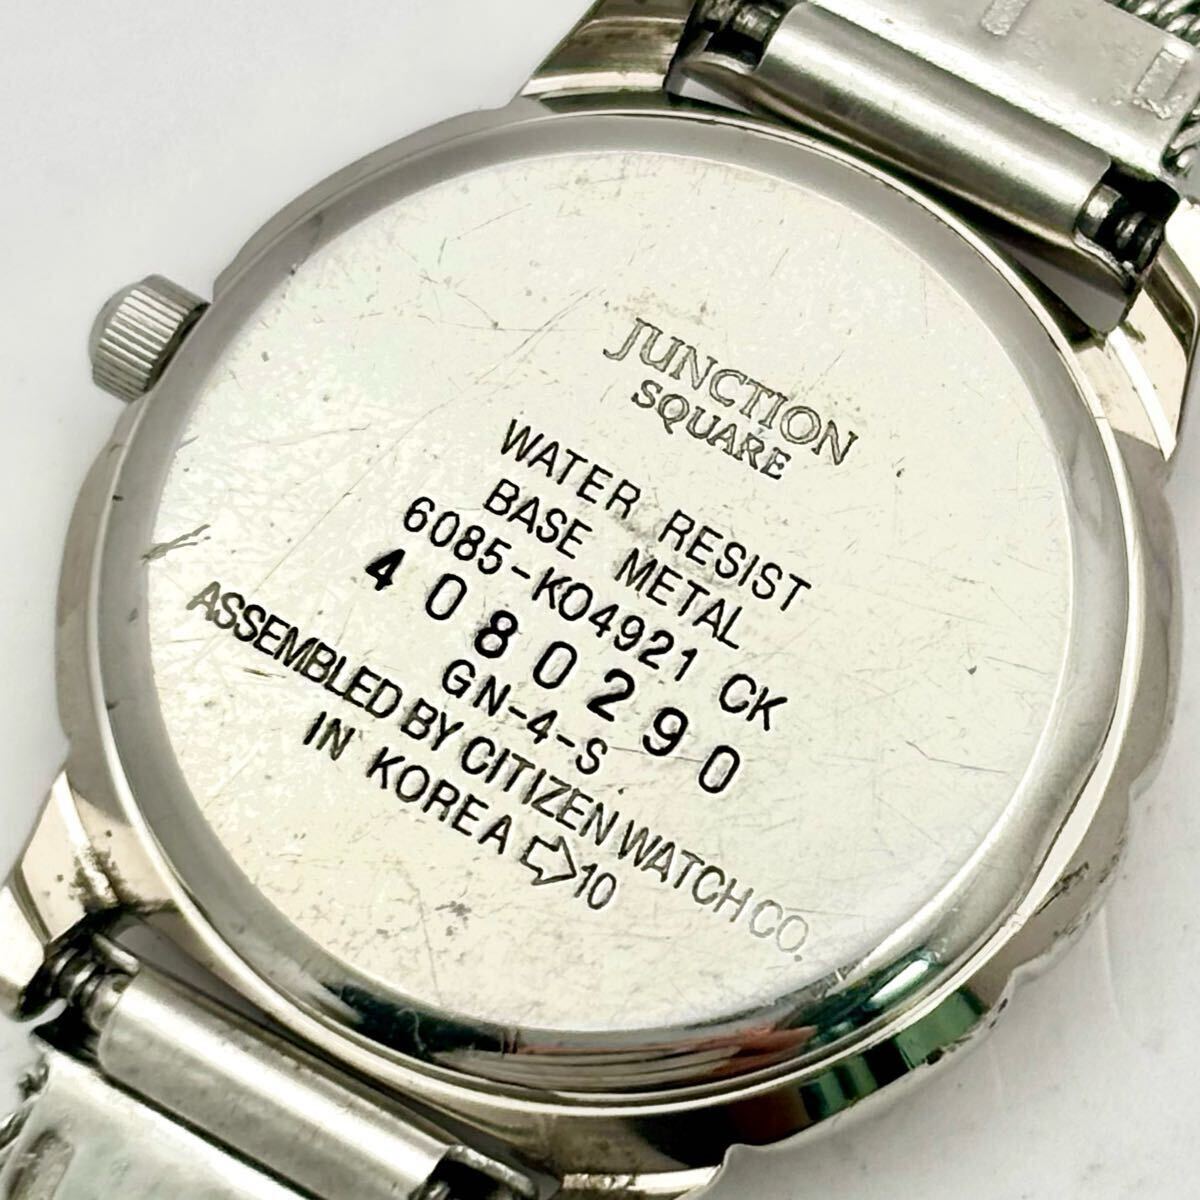 JUNCTION
SQUARE
WATER RESIST
BASE METAL
6085-K04921 CK
4080290
GN-4-S
ASSEMBLED BY CITIZEN WATCH CO.
IN KOREA ⇨10